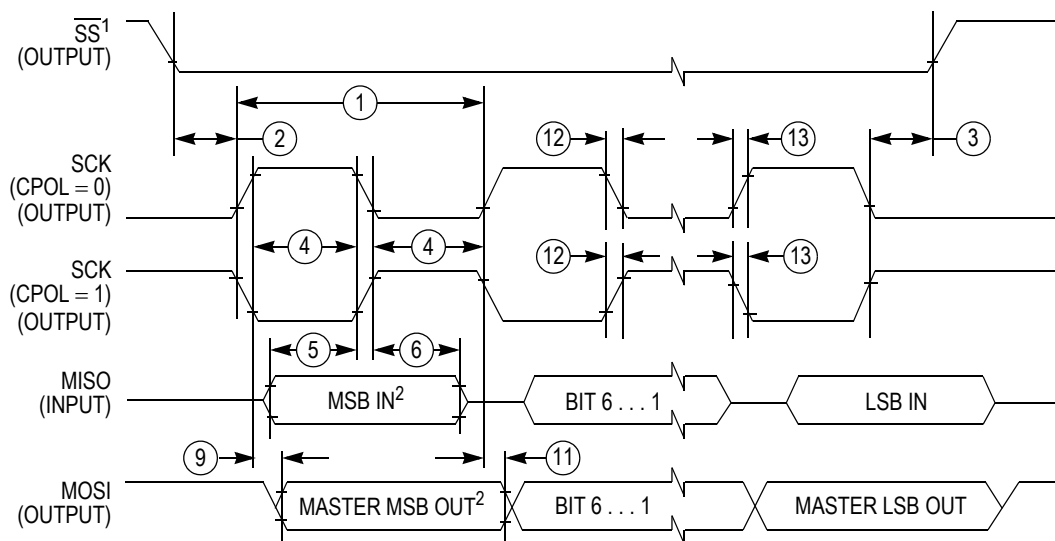 SS¹
(OUTPUT)
1
2
12
13
3
SCK
(CPOL = 0)
(OUTPUT)
4
4
12
13
SCK
(CPOL = 1)
(OUTPUT)
5
6
MISO
(INPUT)
MSB IN²
BIT 6 . . . 1
LSB IN
9
11
MOSI
(OUTPUT)
MASTER MSB OUT²
BIT 6 . . . 1
MASTER LSB OUT